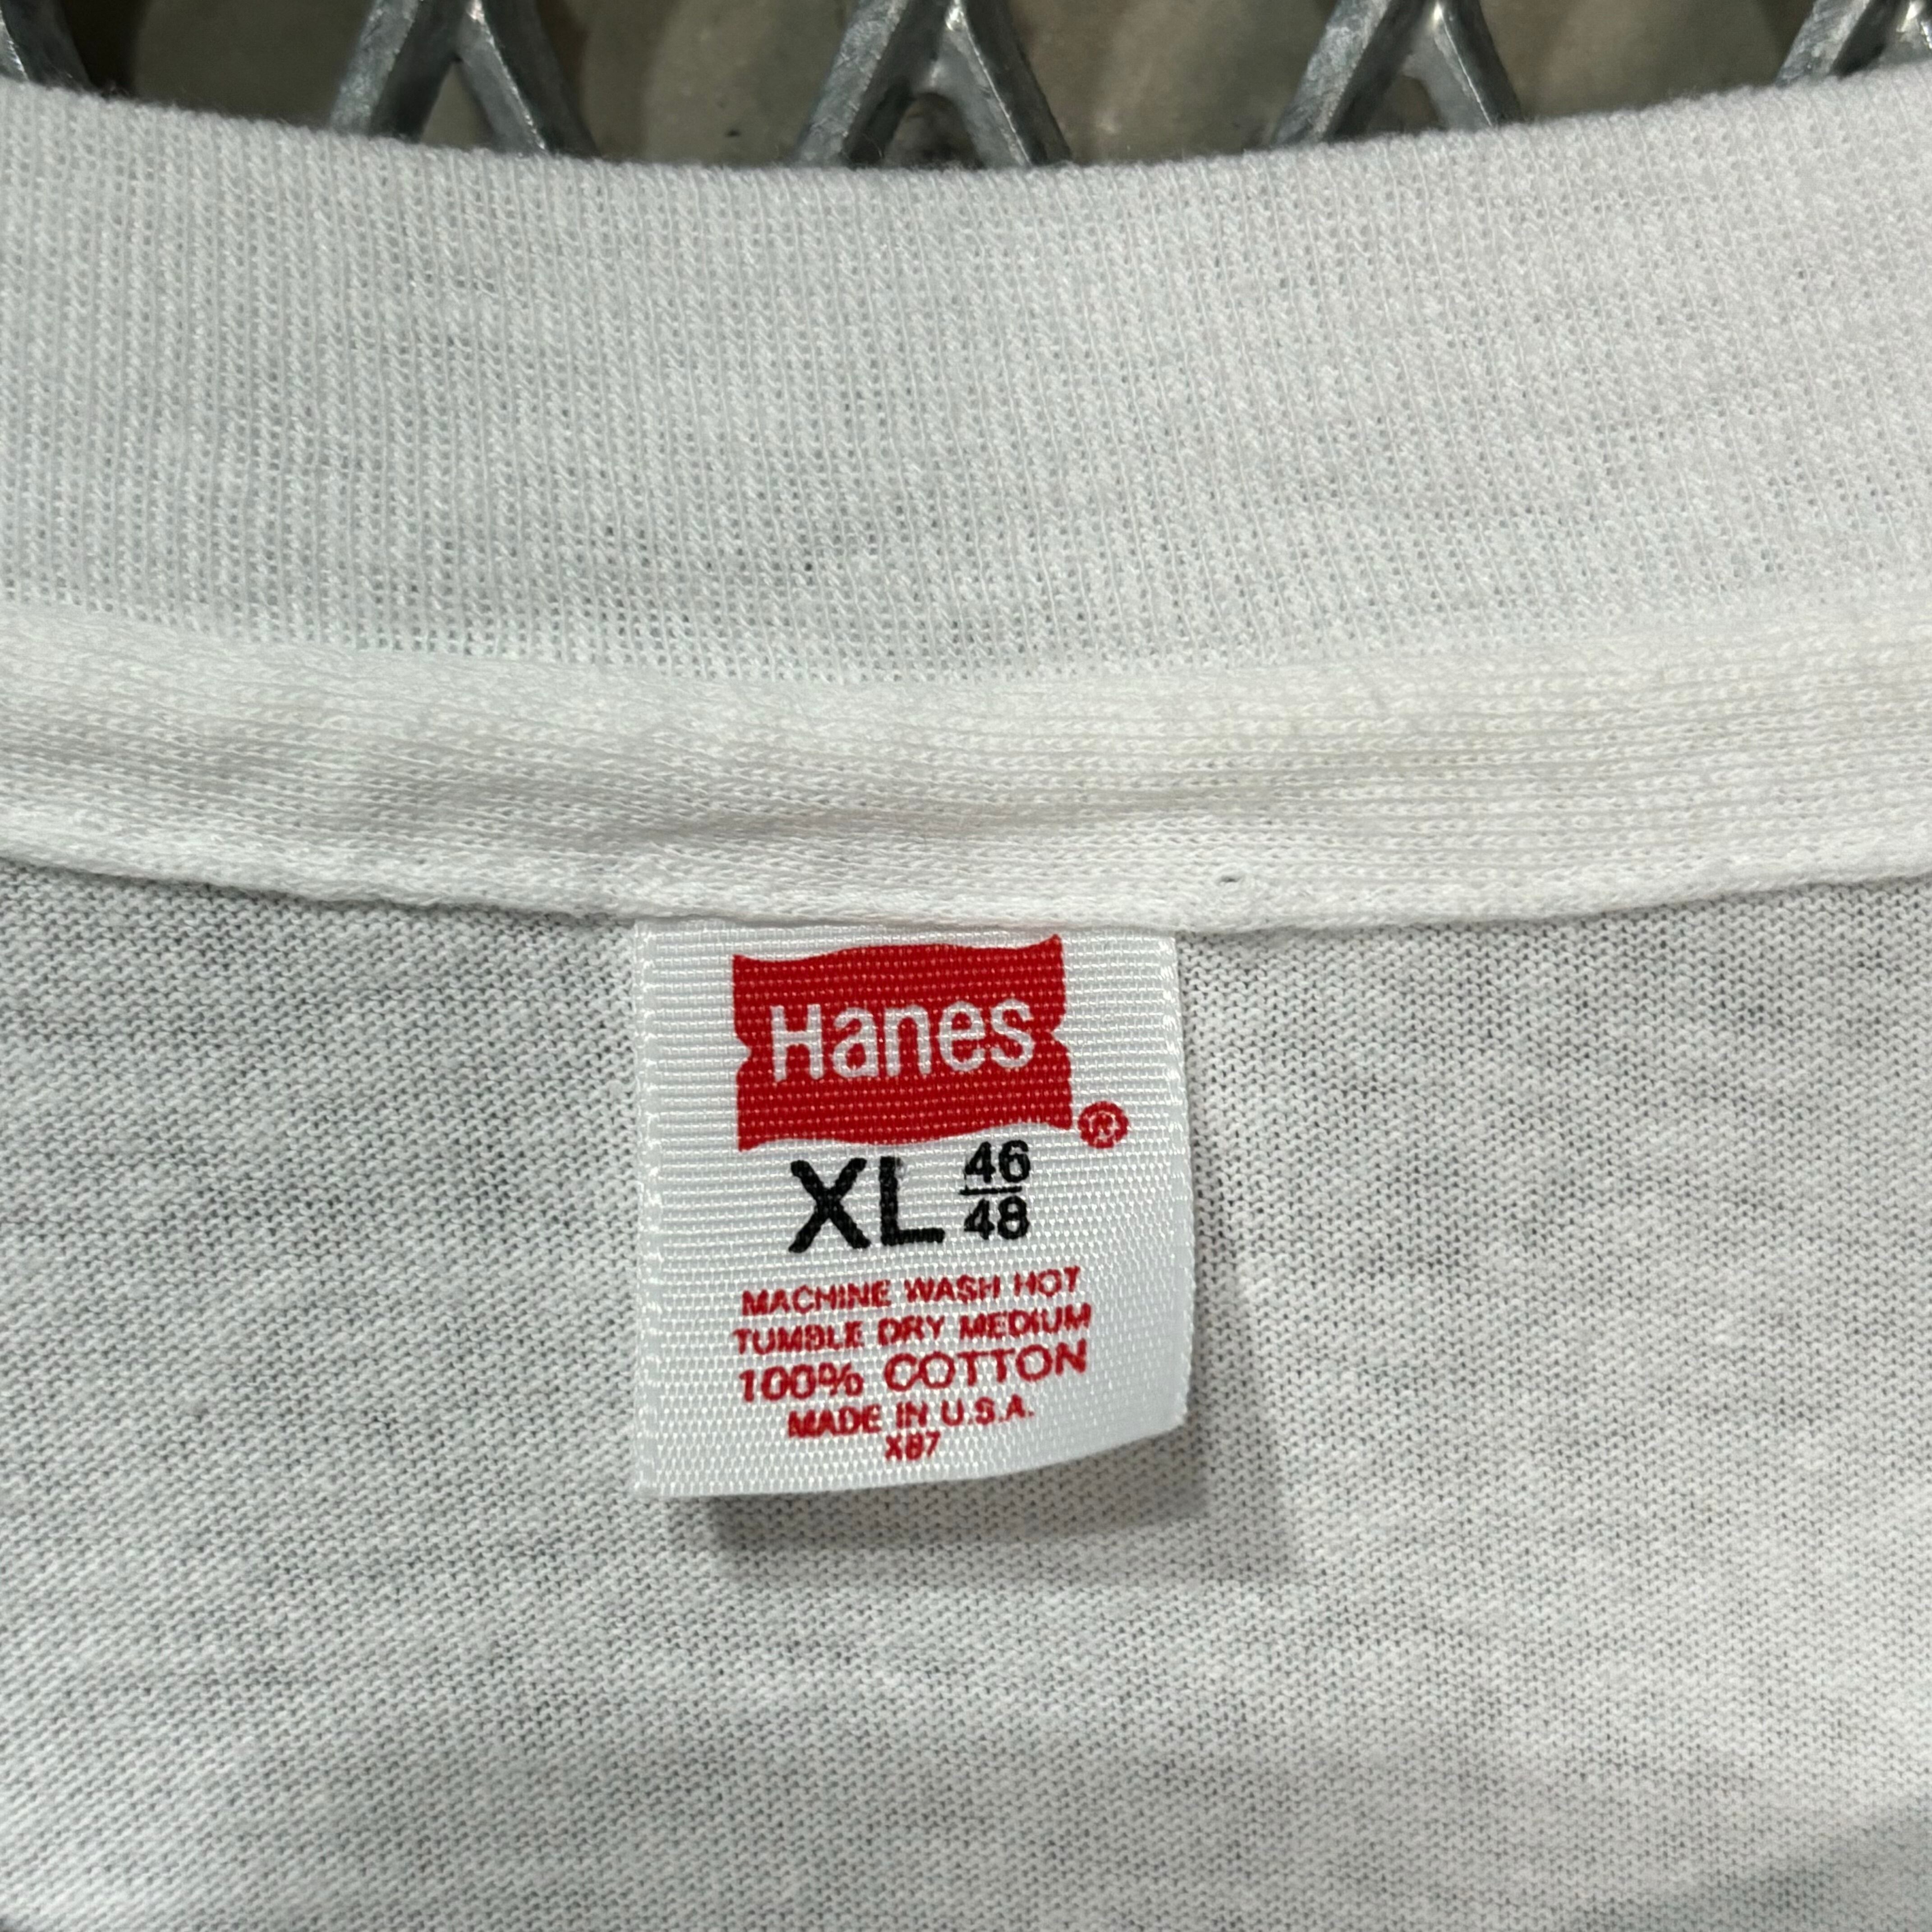 Hanes®
XL 46/48
MACHINE WASH HOT
TUMBLE DRY MEDIUM
100% COTTON
MADE IN U.S.A.
X87